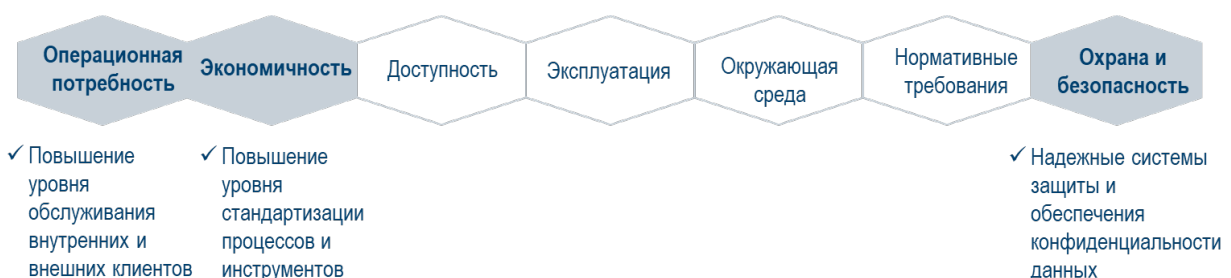 Операционная
потребность
Экономичность
Доступность
Эксплуатация
Окружающая
среда
Нормативные
требования
Охрана и
безопасность
✓ Повышение
уровня
обслуживания
внутренних и
внешних клиентов
✓ Повышение
уровня
стандартизации
процессов и
инструментов
✓ Надежные системы
защиты и
обеспечения
конфиденциальности
данных